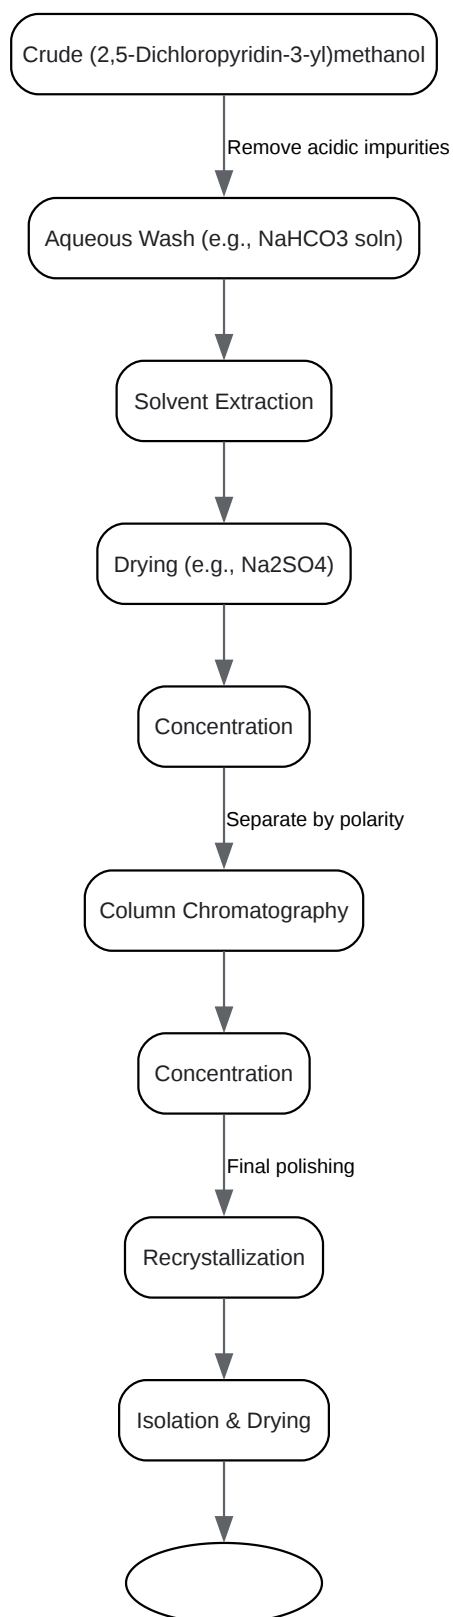 Crude (2,5-Dichloropyridin-3-yl)methanol
Remove acidic impurities
Aqueous Wash (e.g., NaHCO3 soln)
Solvent Extraction
Drying (e.g., Na2SO4)
Concentration
Separate by polarity
Column Chromatography
Concentration
Final polishing
Recrystallization
Isolation & Drying